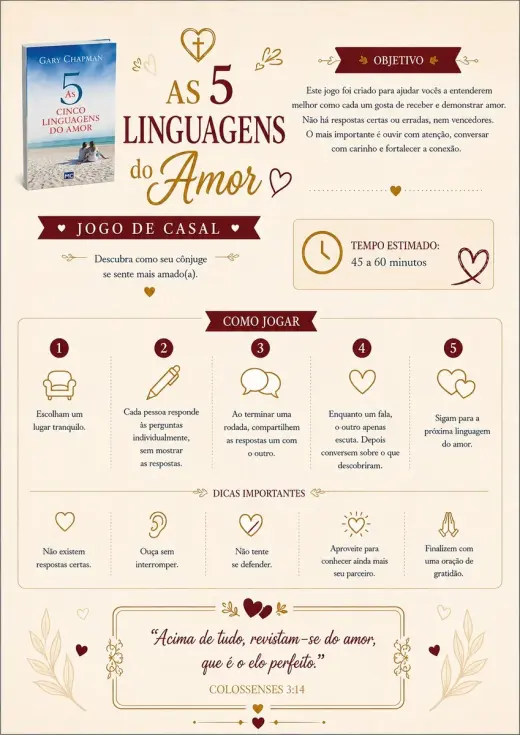 GARY CHAPMAN
AS
5
CINCO
LINGUAGENS
DO AMOR
MC
AS 5
LINGUAGENS
do Amor
JOGO DE CASAL
Descubra como seu cônjuge
se sente mais amado(a).
OBJETIVO
Este jogo foi criado para ajudar vocês a entenderem
melhor como cada um gosta de receber e demonstrar amor.
Não há respostas certas ou erradas, nem vencedores.
O mais importante é ouvir com atenção, conversar
com carinho e fortalecer a conexão.
TEMPO ESTIMADO:
45 a 60 minutos
COMO JOGAR
1
Escolham um
lugar tranquilo.
2
Cada pessoa responde
às perguntas
individualmente,
sem mostrar
as respostas.
3
Ao terminar uma
rodada, compartilhem
as respostas um com
o outro.
4
Enquanto um fala,
o outro apenas
escuta. Depois
conversem sobre o que
descobriram.
5
Sigam para a
próxima linguagem
do amor.
DICAS IMPORTANTES
Não existem
respostas certas.
Ouça sem
interromper.
Não tente
se defender.
Aproveite para
conhecer ainda mais
seu parceiro.
Finalizem com
uma oração de
gratidão.
“Acima de tudo, revistam-se do amor,
que é o elo perfeito.”
COLOSSENSES 3:14